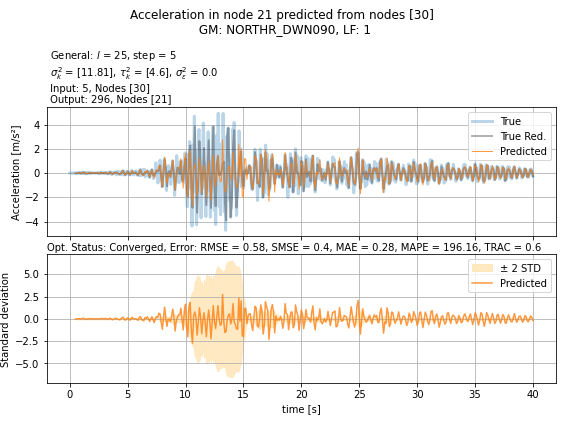 Acceleration in node 21 predicted from nodes [30]
GM: NORTHR_DWN090, LF: 1
General: l = 25, step = 5
σ²ₖ = [11.81], τ²ₖ = [4.6], σ²ε = 0.0
Input: 5, Nodes [30]
Output: 296, Nodes [21]
Acceleration [m/s²]
4
2
0
−2
−4
True
True Red.
Predicted
Opt. Status: Converged, Error: RMSE = 0.58, SMSE = 0.4, MAE = 0.28, MAPE = 196.16, TRAC = 0.6
Standard deviation
5.0
2.5
0.0
−2.5
−5.0
± 2 STD
Predicted
0 5 10 15 20 25 30 35 40
time [s]